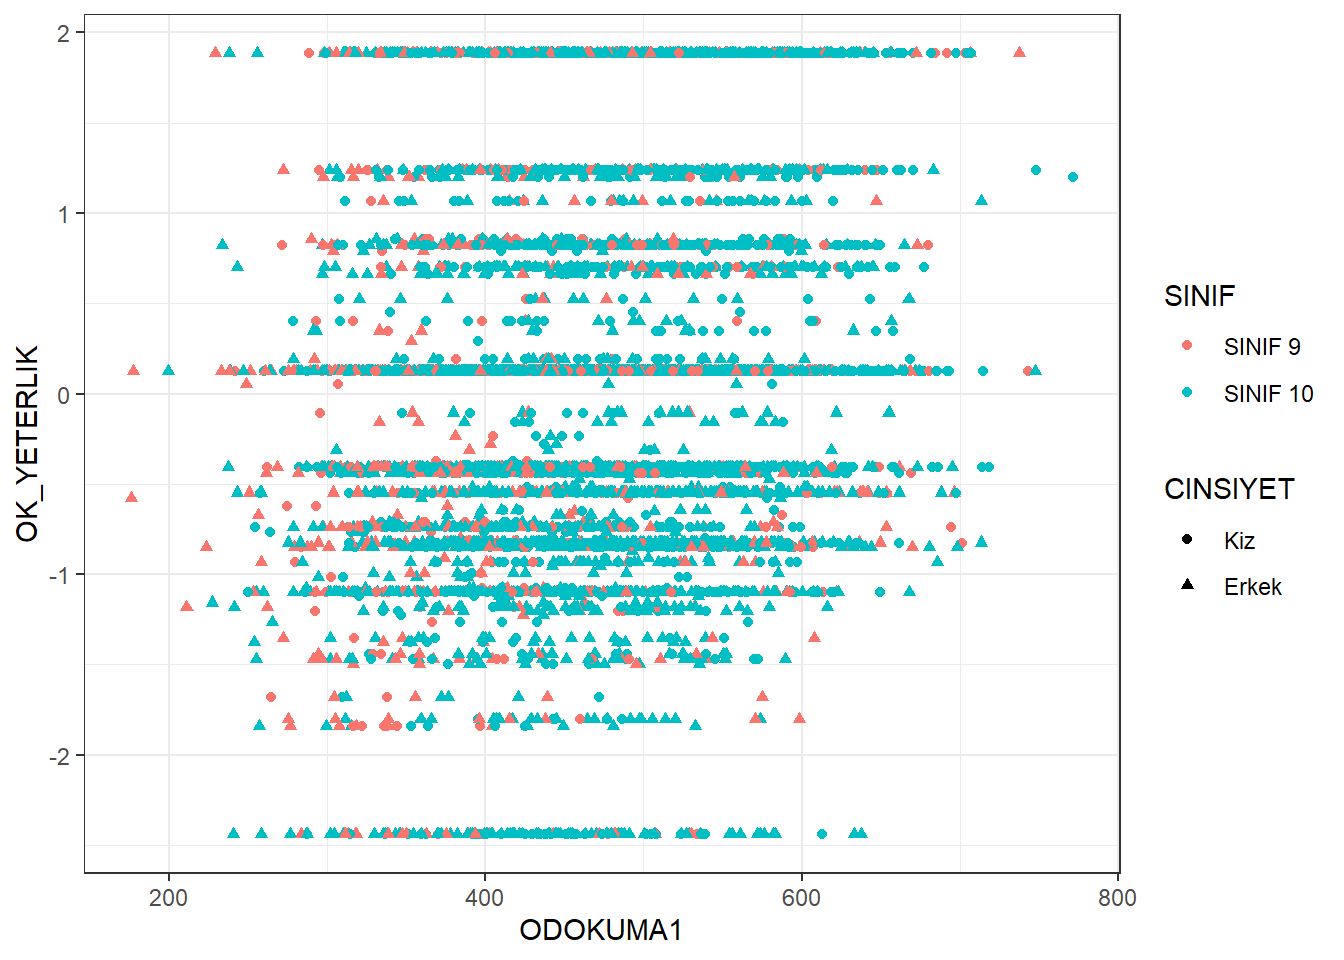 2
1
0
-1
-2
OK_YETERLIK
200
400
600
800
ODOKUMA1
SINIF
SINIF 9
SINIF 10
CINSIYET
Kiz
Erkek